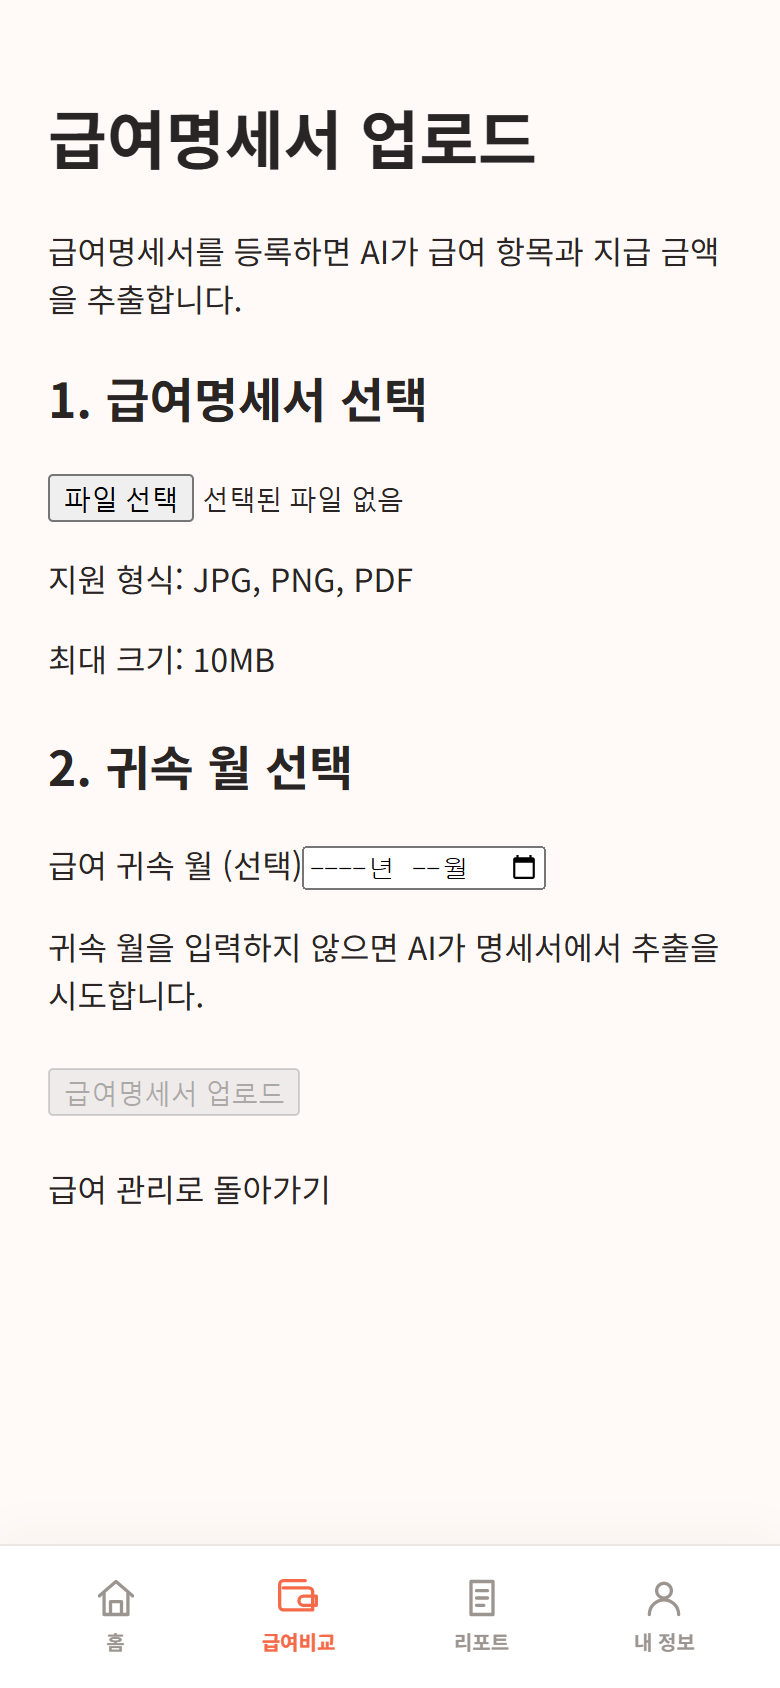 급여명세서 업로드
급여명세서를 등록하면 AI가 급여 항목과 지급 금액
을 추출합니다.
1. 급여명세서 선택
파일 선택 선택된 파일 없음
지원 형식: JPG, PNG, PDF
최대 크기: 10MB
2. 귀속 월 선택
급여 귀속 월 (선택) ----년 --월
귀속 월을 입력하지 않으면 AI가 명세서에서 추출을
시도합니다.
급여명세서 업로드
급여 관리로 돌아가기
홈 급여비교 리포트 내 정보